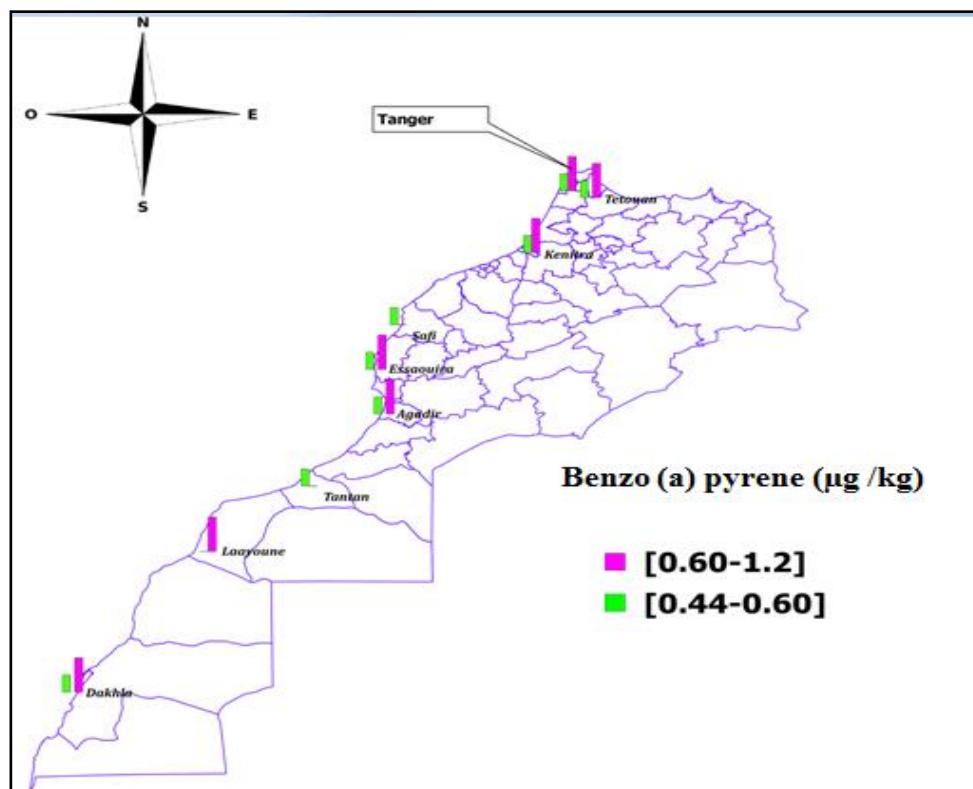 N
O
E
S
Tanger
Tetouan
Kenitra
Safi
Essaouira
Agadir
Tantan
Laayoune
Dakhla
Benzo (a) pyrene (µg /kg)
[0.60-1.2]
[0.44-0.60]